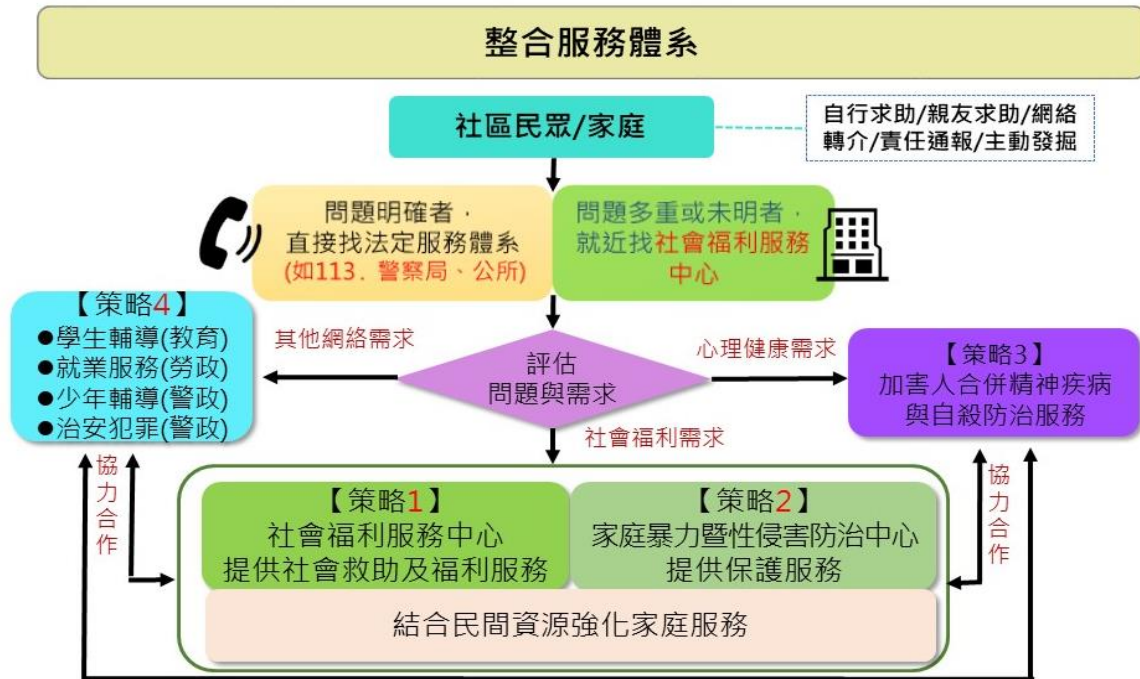 整合服務體系
社區民眾/家庭
自行求助/親友求助/網絡
轉介/責任通報/主動發掘
問題明確者，
直接找法定服務體系
(如113．警察局、公所)
問題多重或未明者，
就近找社會福利服務
中心
【策略4】
●學生輔導(教育)
●就業服務(勞政)
●少年輔導(警政)
●治安犯罪(警政)
其他網絡需求
評估
問題與需求
心理健康需求
【策略3】
加害人合併精神疾病
與自殺防治服務
社會福利需求
協力合作
【策略1】
社會福利服務中心
提供社會救助及福利服務
【策略2】
家庭暴力暨性侵害防治中心
提供保護服務
協力合作
結合民間資源強化家庭服務